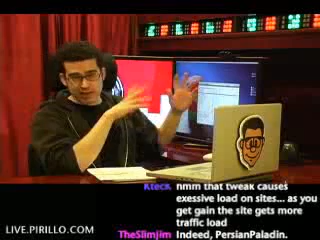 KtecK hmm that tweak causes
exessive load on sites... as you
get gain the site gets more
traffic load
TheSlimJim Indeed, PersianPaladin.
LIVE.PIRILLO.COM